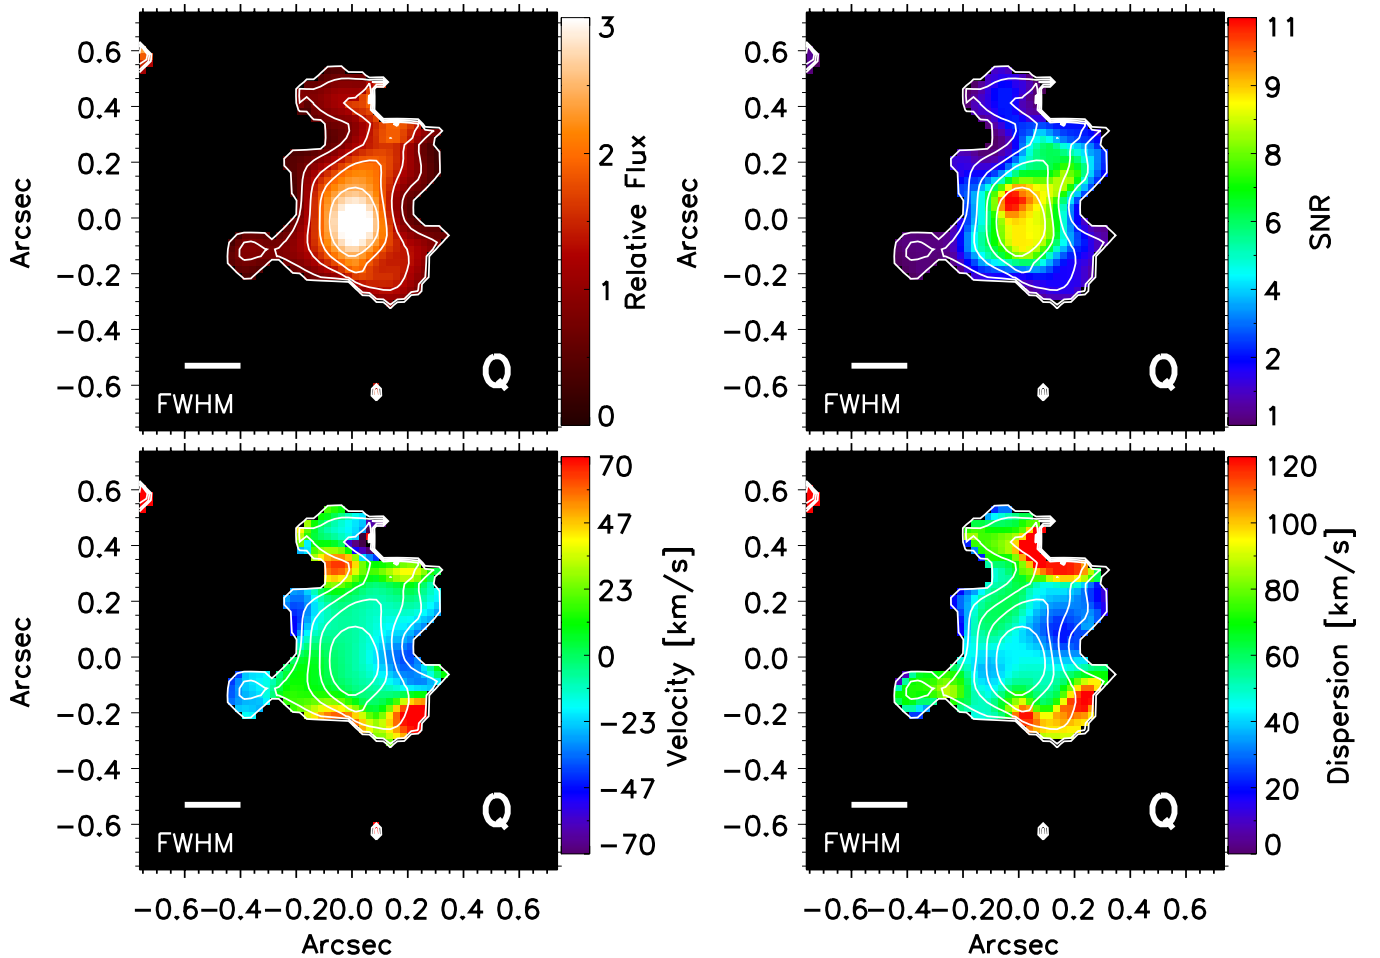 0.6
0.4
0.2
0.0
−0.2
−0.4
−0.6
Arcsec
FWHM
Q
3
2
1
0
Relative Flux
0.6
0.4
0.2
0.0
−0.2
−0.4
−0.6
Arcsec
FWHM
Q
11
9
8
6
4
2
1
SNR
0.6
0.4
0.2
0.0
−0.2
−0.4
−0.6
Arcsec
FWHM
Q
−0.6−0.4−0.20.0 0.2 0.4 0.6
Arcsec
70
47
23
0
−23
−47
−70
Velocity [km/s]
0.6
0.4
0.2
0.0
−0.2
−0.4
−0.6
FWHM
Q
−0.6−0.4−0.20.0 0.2 0.4 0.6
Arcsec
120
100
80
60
40
20
0
Dispersion [km/s]